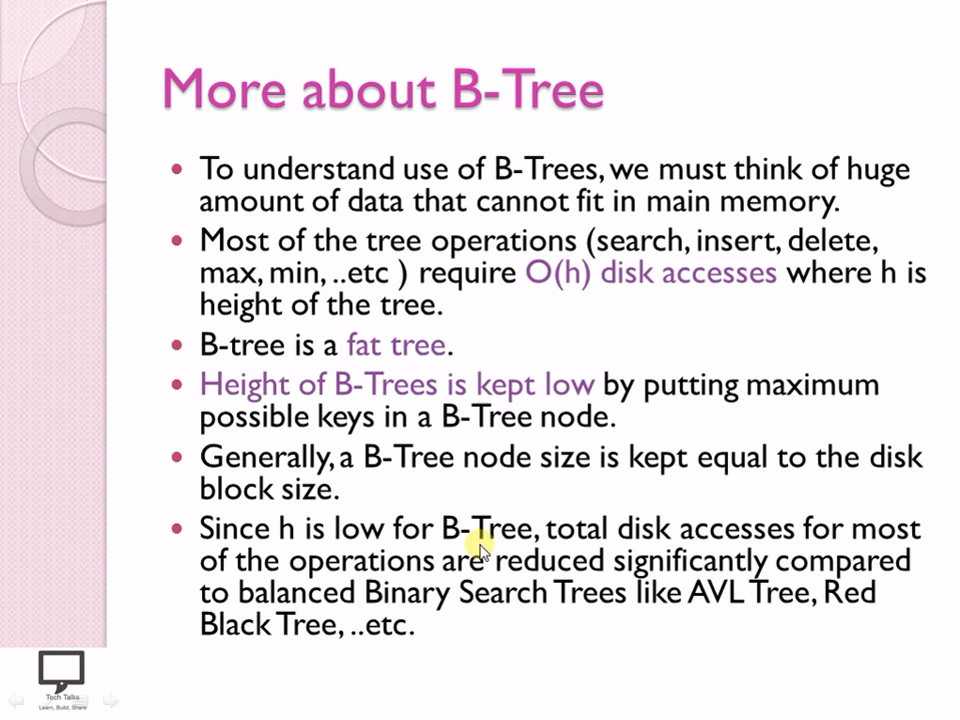 More about B-Tree
• To understand use of B-Trees, we must think of huge
amount of data that cannot fit in main memory.
• Most of the tree operations (search, insert, delete,
max, min, ..etc ) require O(h) disk accesses where h is
height of the tree.
• B-tree is a fat tree.
• Height of B-Trees is kept low by putting maximum
possible keys in a B-Tree node.
• Generally, a B-Tree node size is kept equal to the disk
block size.
• Since h is low for B-Tree, total disk accesses for most
of the operations are reduced significantly compared
to balanced Binary Search Trees like AVL Tree, Red
Black Tree, ..etc.
Tech Talks
Learn, Build, Share